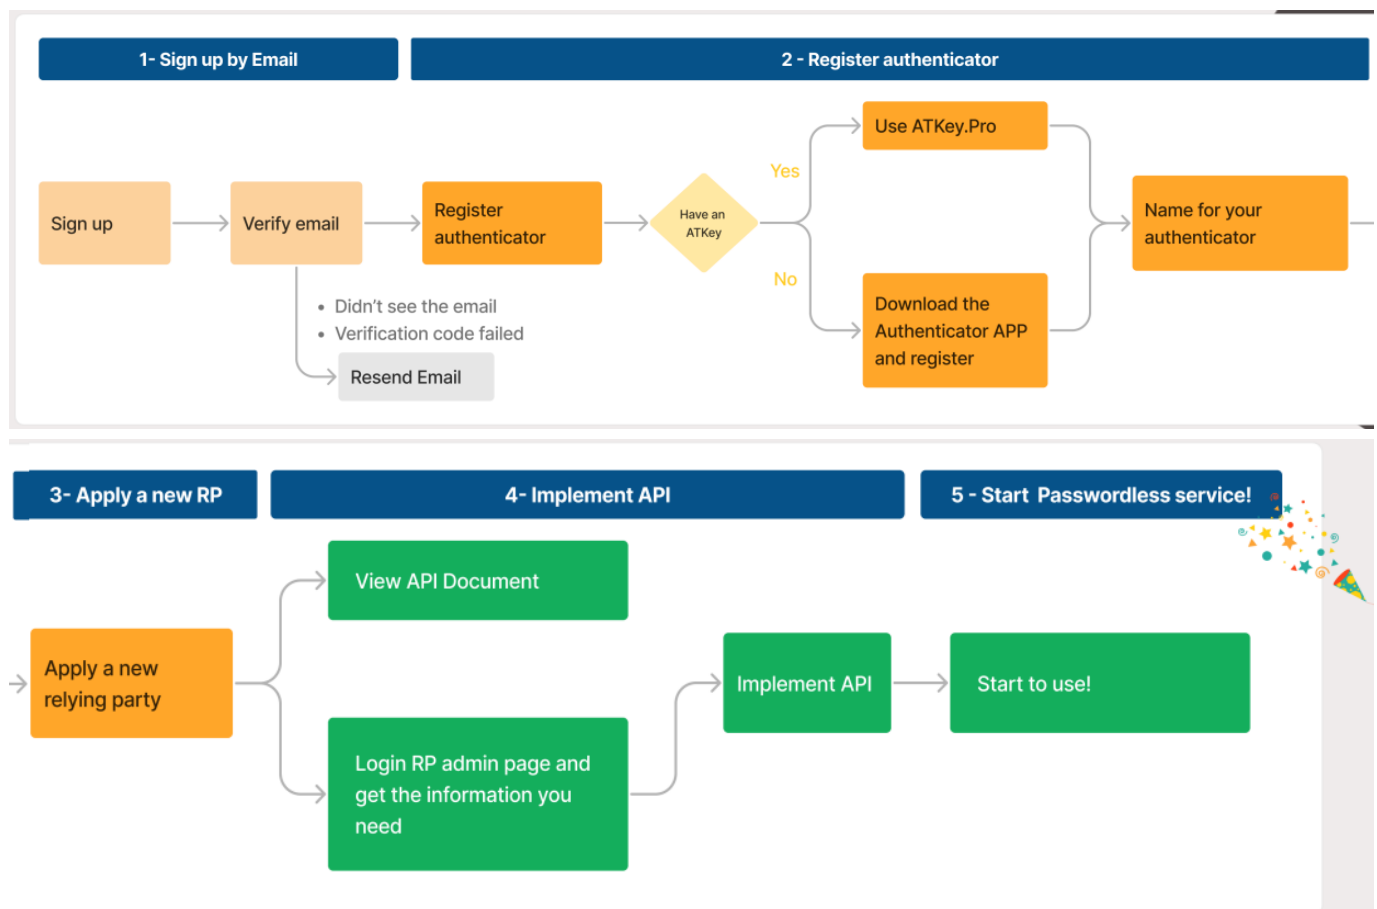 1- Sign up by Email
2 - Register authenticator
Sign up
Verify email
Register
authenticator
Have an
ATKey
Yes
No
Use ATKey.Pro
Download the
Authenticator APP
and register
Name for your
authenticator
• Didn't see the email
• Verification code failed
Resend Email
3- Apply a new RP
4- Implement API
5 - Start  Passwordless service!
Apply a new
relying party
View API Document
Login RP admin page and
get the information you
need
Implement API
Start to use!